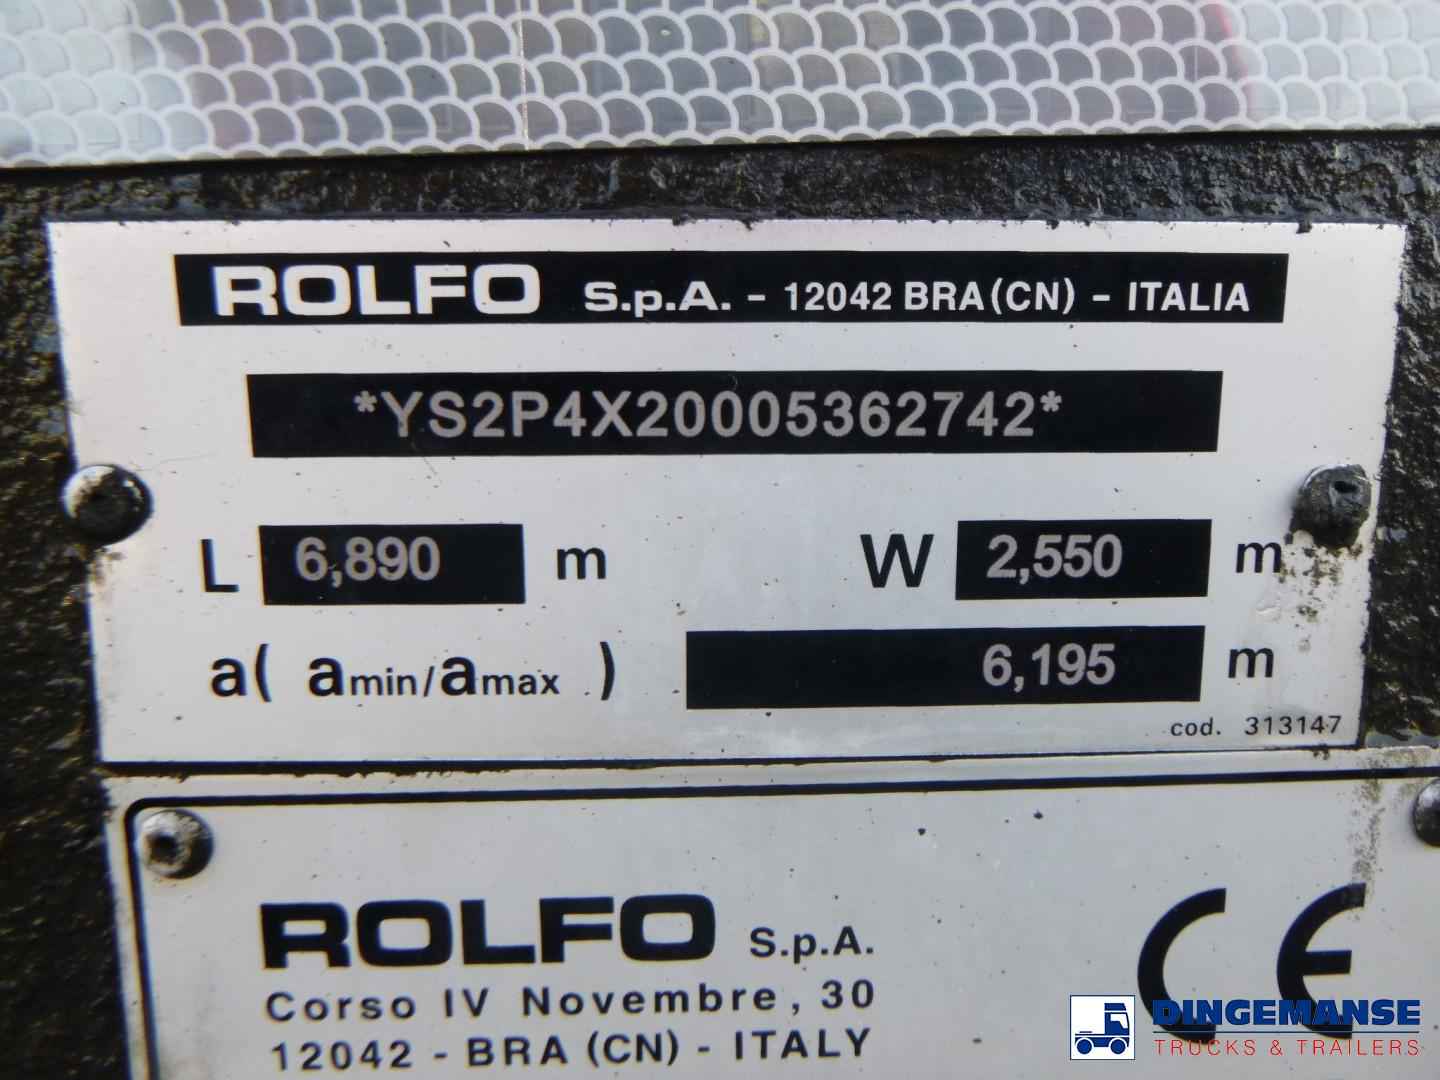 ROLFO S.p.A. - 12042 BRA (CN) - ITALIA
*YS2P4X20005362742*
L 6,890 m W 2,550 m
a( amin/amax ) 6,195 m
cod. 313147
ROLFO S.p.A.
Corso IV Novembre, 30
12042 - BRA (CN) - ITALY
CE
DINGEMANSE
TRUCKS & TRAILERS